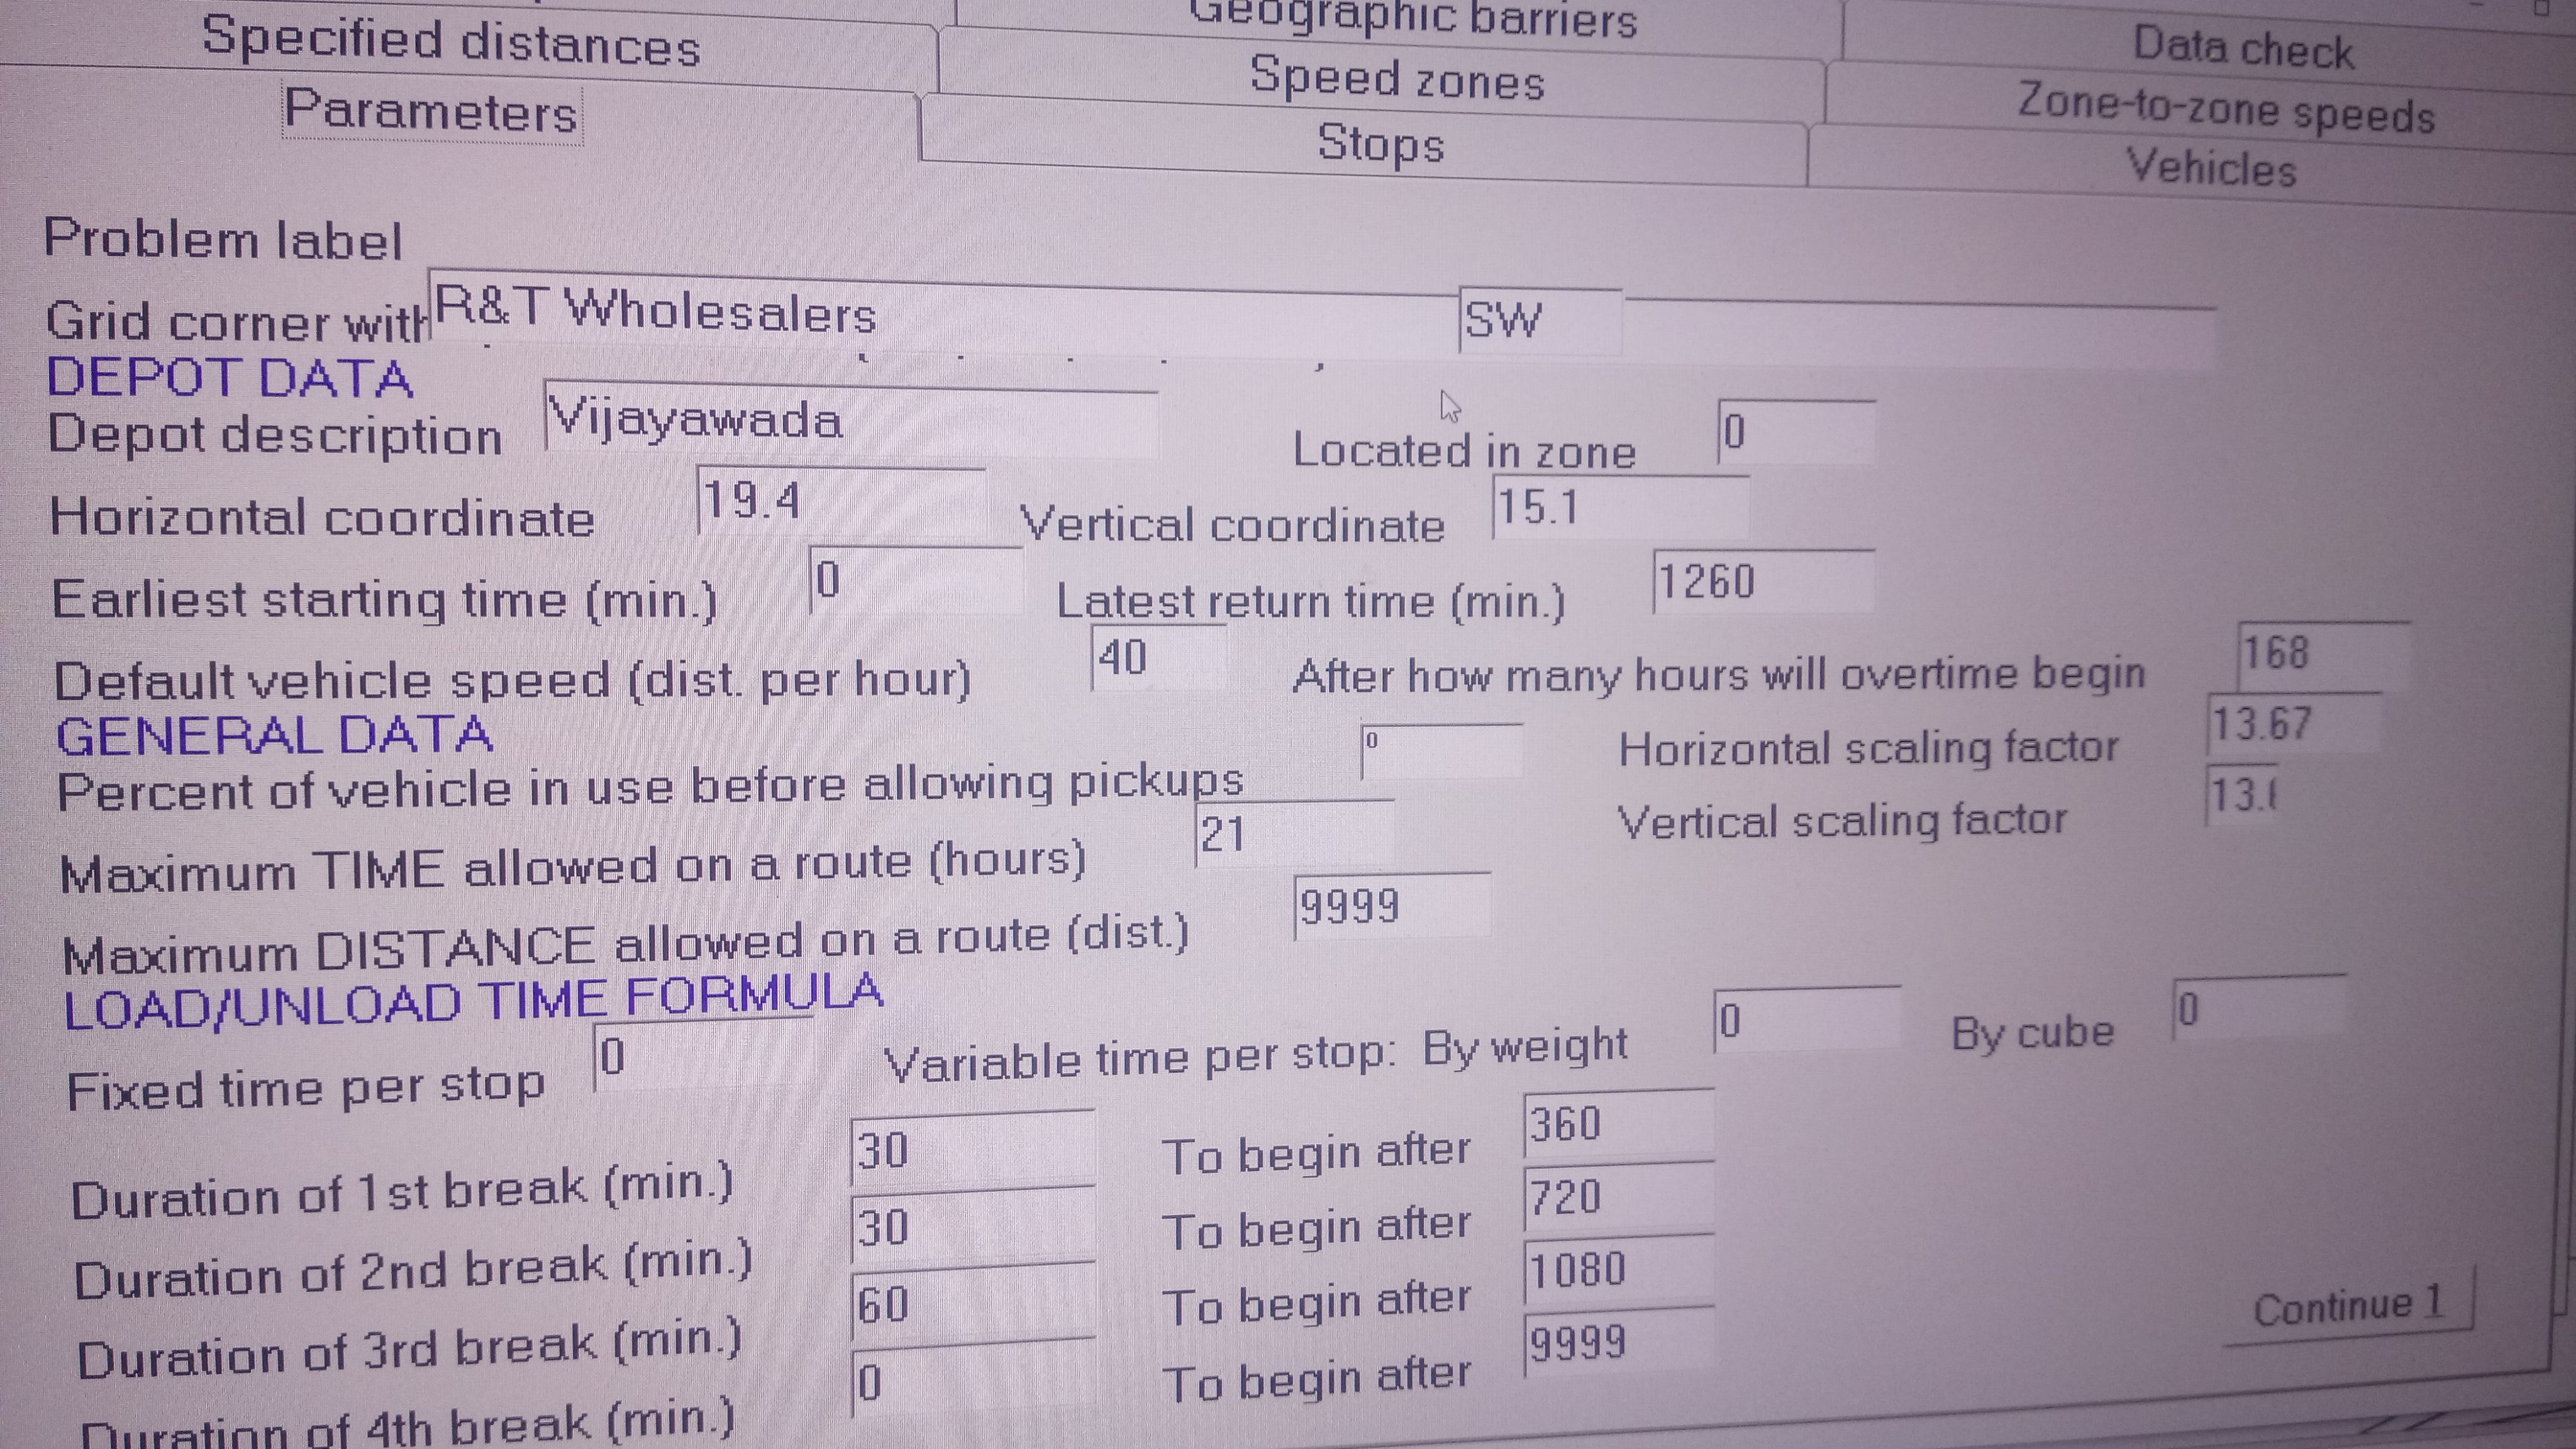 Geographic barriers
Data check
Specified distances
Speed zones
Zone-to-zone speeds
Parameters
Stops
Vehicles
Problem label
R&T Wholesalers
Grid corner with
SW
DEPOT DATA
Depot description Vijayawada Located in zone 0
Horizontal coordinate 19.4 Vertical coordinate 15.1
Earliest starting time (min.) 0 Latest return time (min.) 1260
Default vehicle speed (dist. per hour) 40 After how many hours will overtime begin 168
GENERAL DATA
Percent of vehicle in use before allowing pickups 0 Horizontal scaling factor 13.67
Maximum TIME allowed on a route (hours) 21 Vertical scaling factor 13.
Maximum DISTANCE allowed on a route (dist.) 9999
LOAD/UNLOAD TIME FORMULA
Fixed time per stop 0 Variable time per stop: By weight 0 By cube 0
Duration of 1st break (min.) 30 To begin after 360
Duration of 2nd break (min.) 30 To begin after 720
Duration of 3rd break (min.) 60 To begin after 1080
Duration of 4th break (min.) 0 To begin after 9999
Continue 1